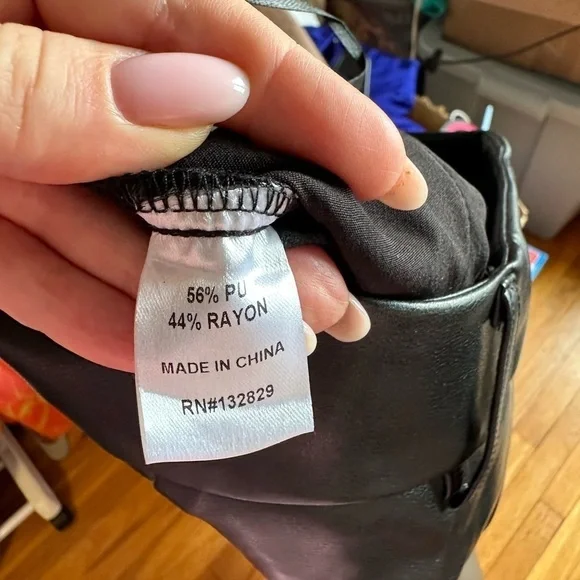 56% PU
44% RAYON
MADE IN CHINA
RN#132829